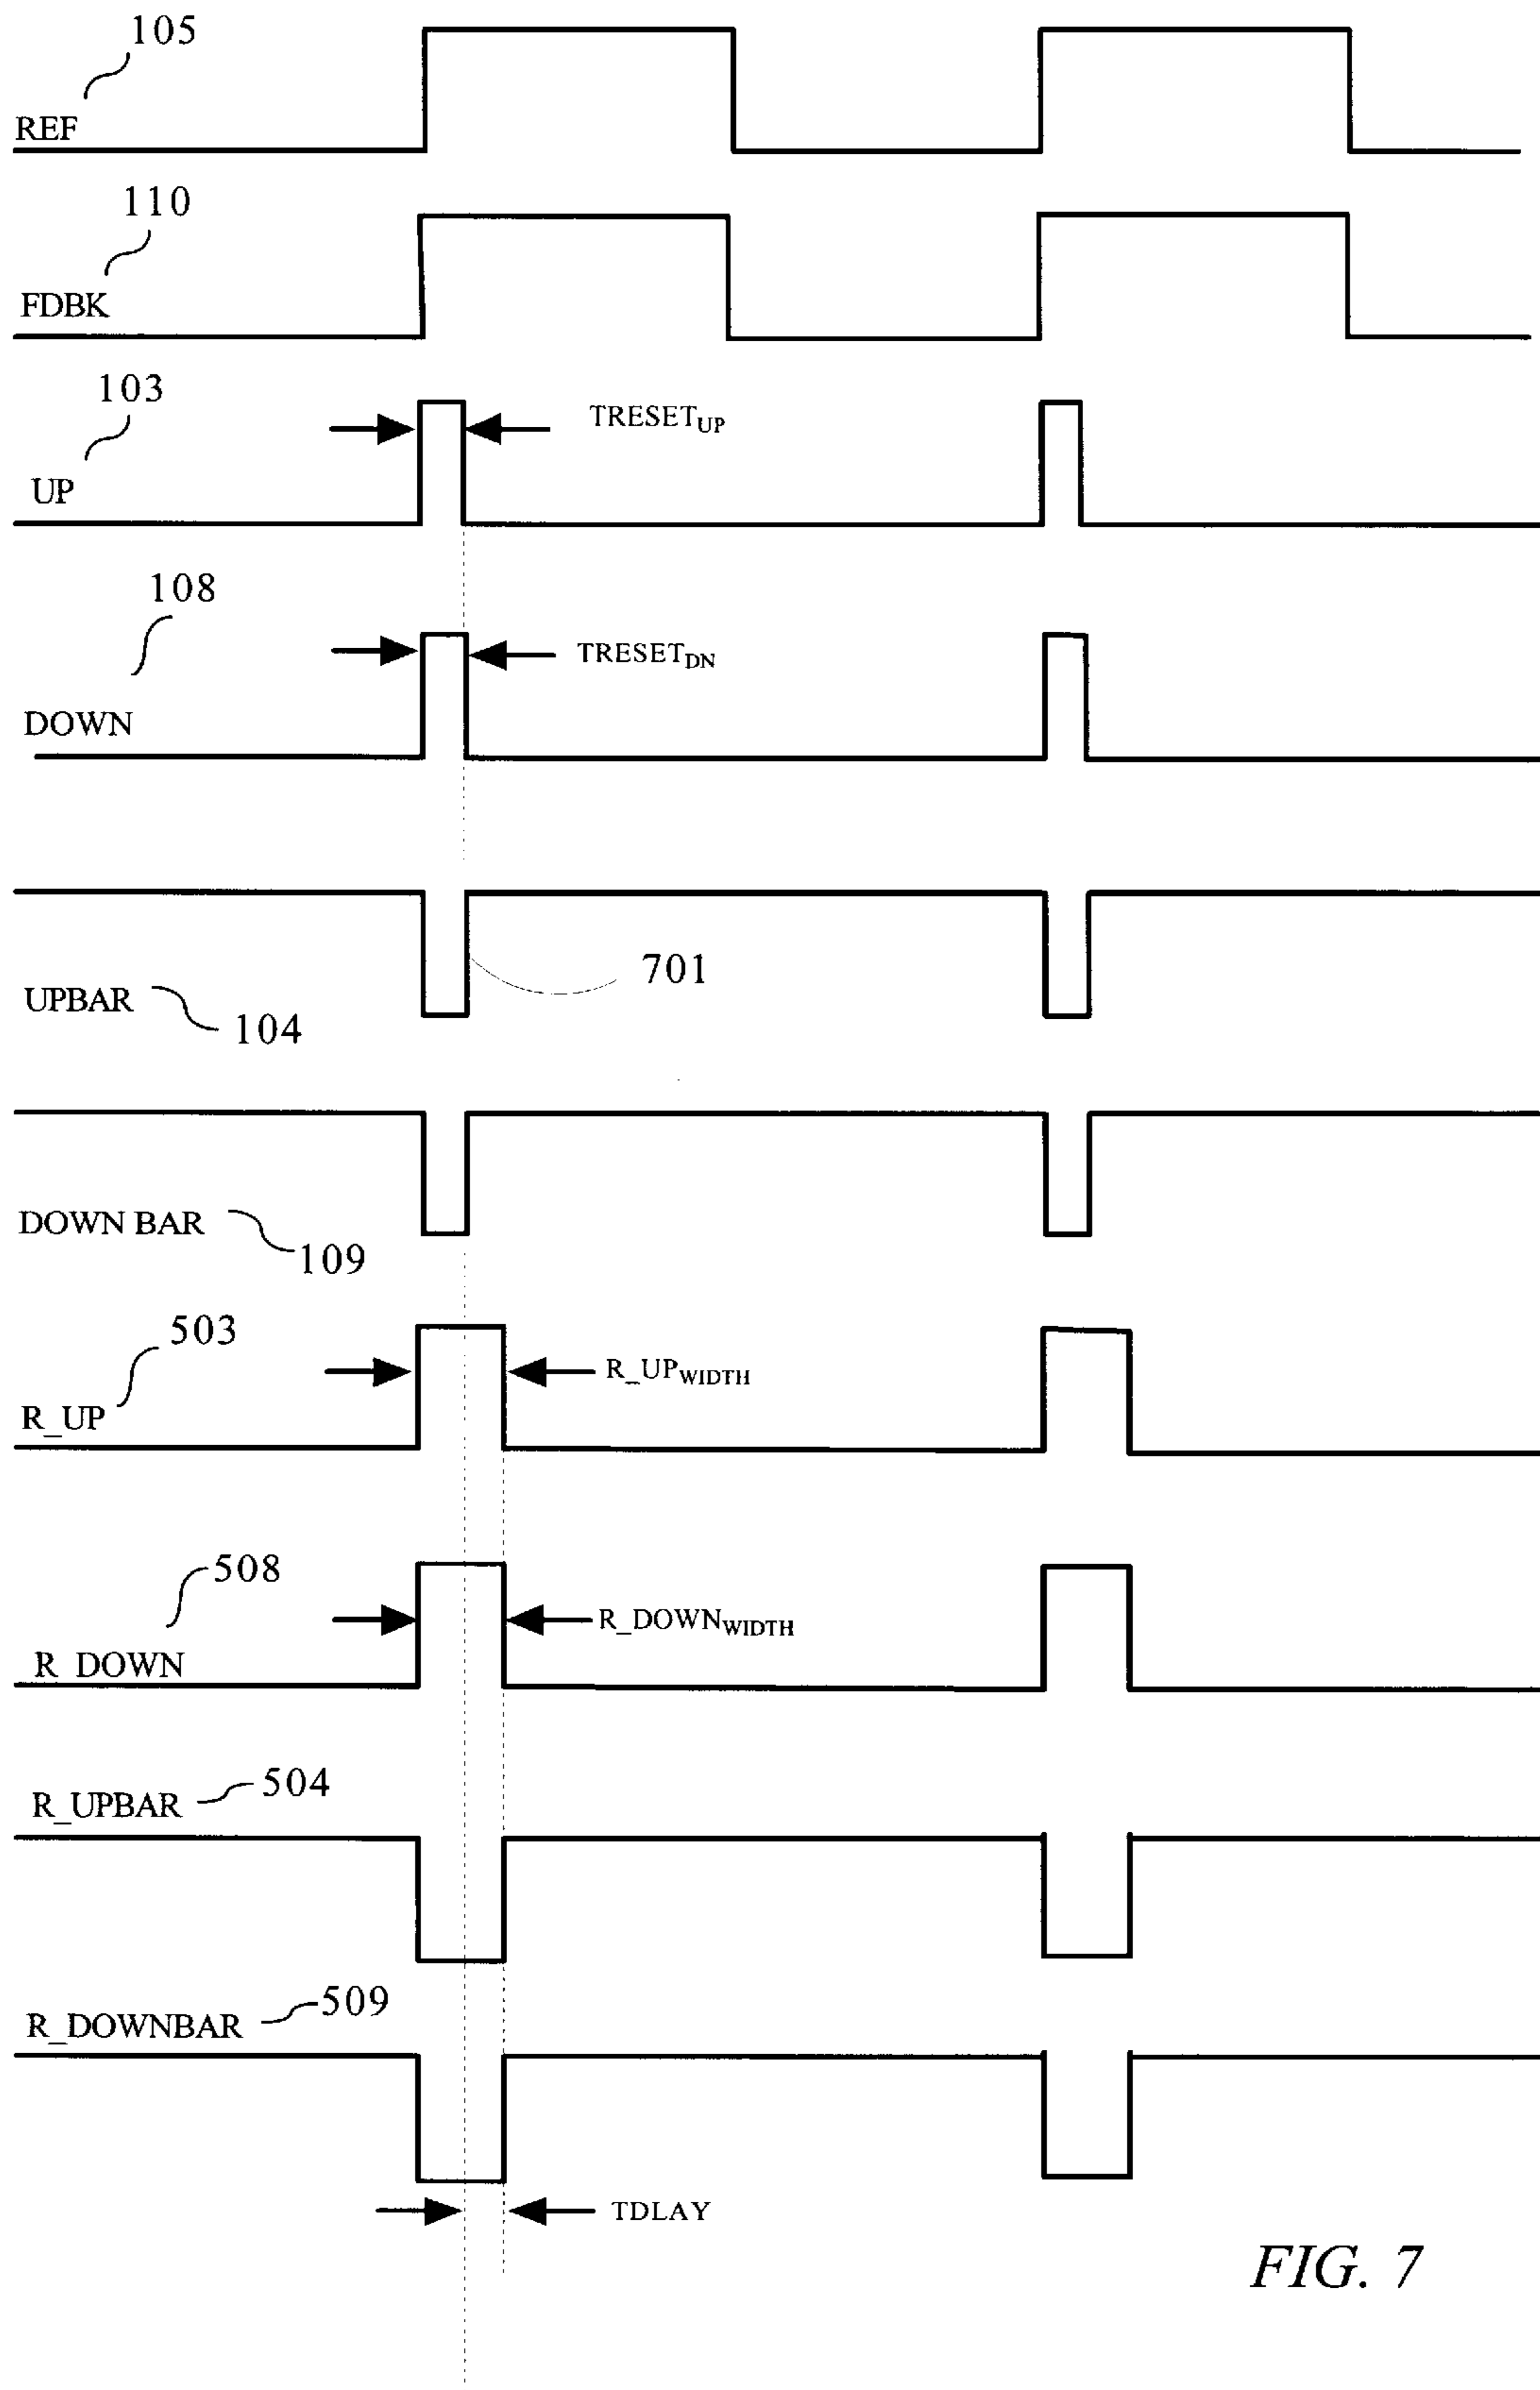 105
REF
110
FDBK
103
TRESETUP
UP
108
TRESETDN
DOWN
701
UPBAR
104
DOWN BAR
109
503
R_UPWIDTH
R_UP
508
R_DOWNWIDTH
R_DOWN
504
R_UPBAR
509
R_DOWNBAR
TDLAY
FIG. 7